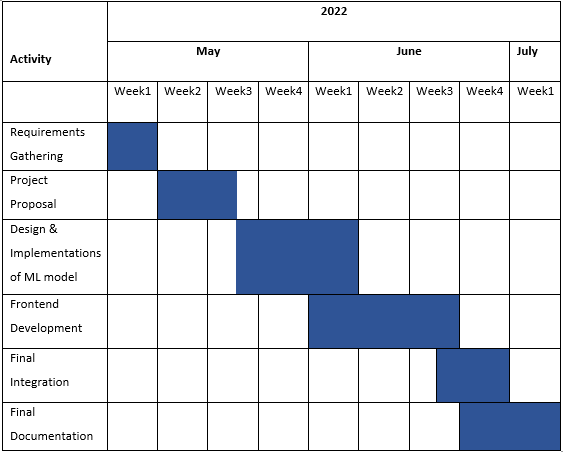 2022
Activity
May
June
July
Week1 Week2 Week3 Week4 Week1 Week2 Week3 Week4 Week1
Requirements
Gathering
Project
Proposal
Design &
Implementations
of ML model
Frontend
Development
Final
Integration
Final
Documentation